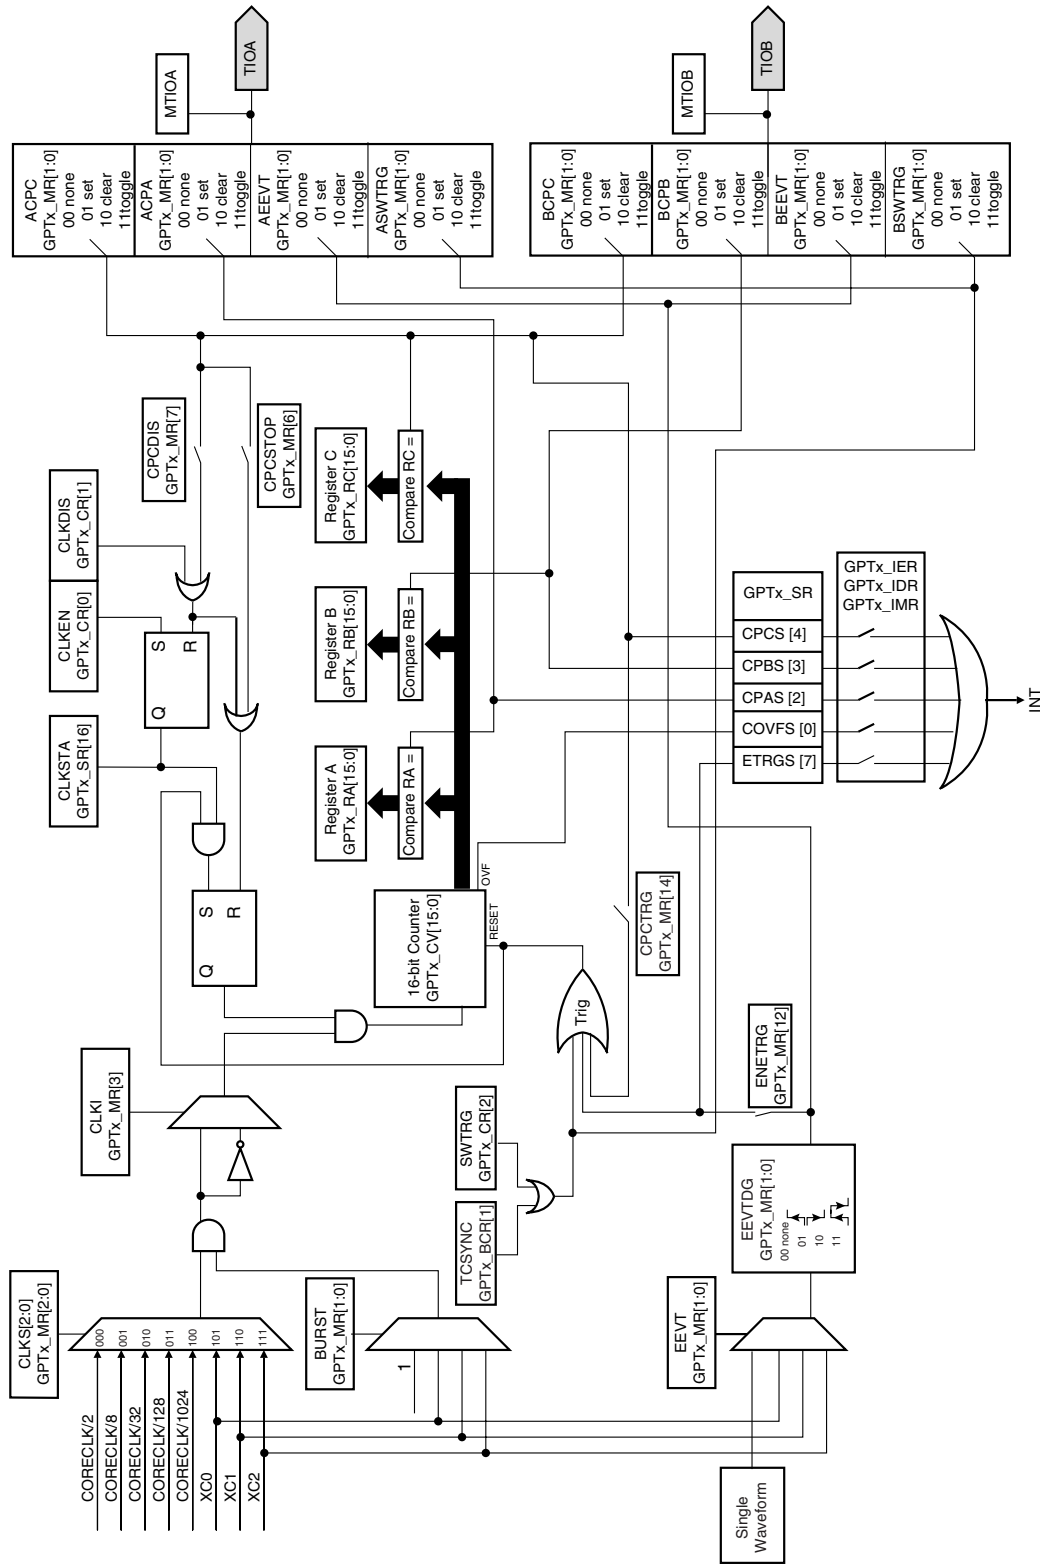 CLKS[2:0]
GPTx_MR[2:0]
CORECLK/2
CORECLK/8
CORECLK/32
CORECLK/128
CORECLK/1024
XC0
XC1
XC2
000
001
010
011
100
101
110
111
CLKI
GPTx_MR[3]
BURST
GPTx_MR[1:0]
1
CLKSTA
GPTx_SR[16]
CLKEN
GPTx_CR[0]
CLKDIS
GPTx_CR[1]
CPCDIS
GPTx_MR[7]
CPCSTOP
GPTx_MR[6]
Q
S
R
Q
S
R
16-bit Counter
GPTx_CV[15:0]
RESET
OVF
Register A
GPTx_RA[15:0]
Compare RA =
Register B
GPTx_RB[15:0]
Compare RB =
Register C
GPTx_RC[15:0]
Compare RC =
ACPC
GPTx_MR[1:0]
00 none
01 set
10 clear
11toggle
ACPA
GPTx_MR[1:0]
00 none
01 set
10 clear
11toggle
AEEVT
GPTx_MR[1:0]
00 none
01 set
10 clear
11toggle
ASWTRG
GPTx_MR[1:0]
00 none
01 set
10 clear
11toggle
MTIOA
TIOA
TCSYNC
GPTx_BCR[1]
SWTRG
GPTx_CR[2]
Trig
CPCTRG
GPTx_MR[14]
BCPC
GPTx_MR[1:0]
00 none
01 set
10 clear
11toggle
BCPB
GPTx_MR[1:0]
00 none
01 set
10 clear
11toggle
BEEVT
GPTx_MR[1:0]
00 none
01 set
10 clear
11toggle
BSWTRG
GPTx_MR[1:0]
00 none
01 set
10 clear
11toggle
MTIOB
TIOB
Single
Waveform
EEVT
GPTx_MR[1:0]
EEVTDG
GPTx_MR[1:0]
00 none
01
10
11
ENETRG
GPTx_MR[12]
GPTx_SR
CPCS [4]
CPBS [3]
CPAS [2]
COVFS [0]
ETRGS [7]
GPTx_IER
GPTx_IDR
GPTx_IMR
INT